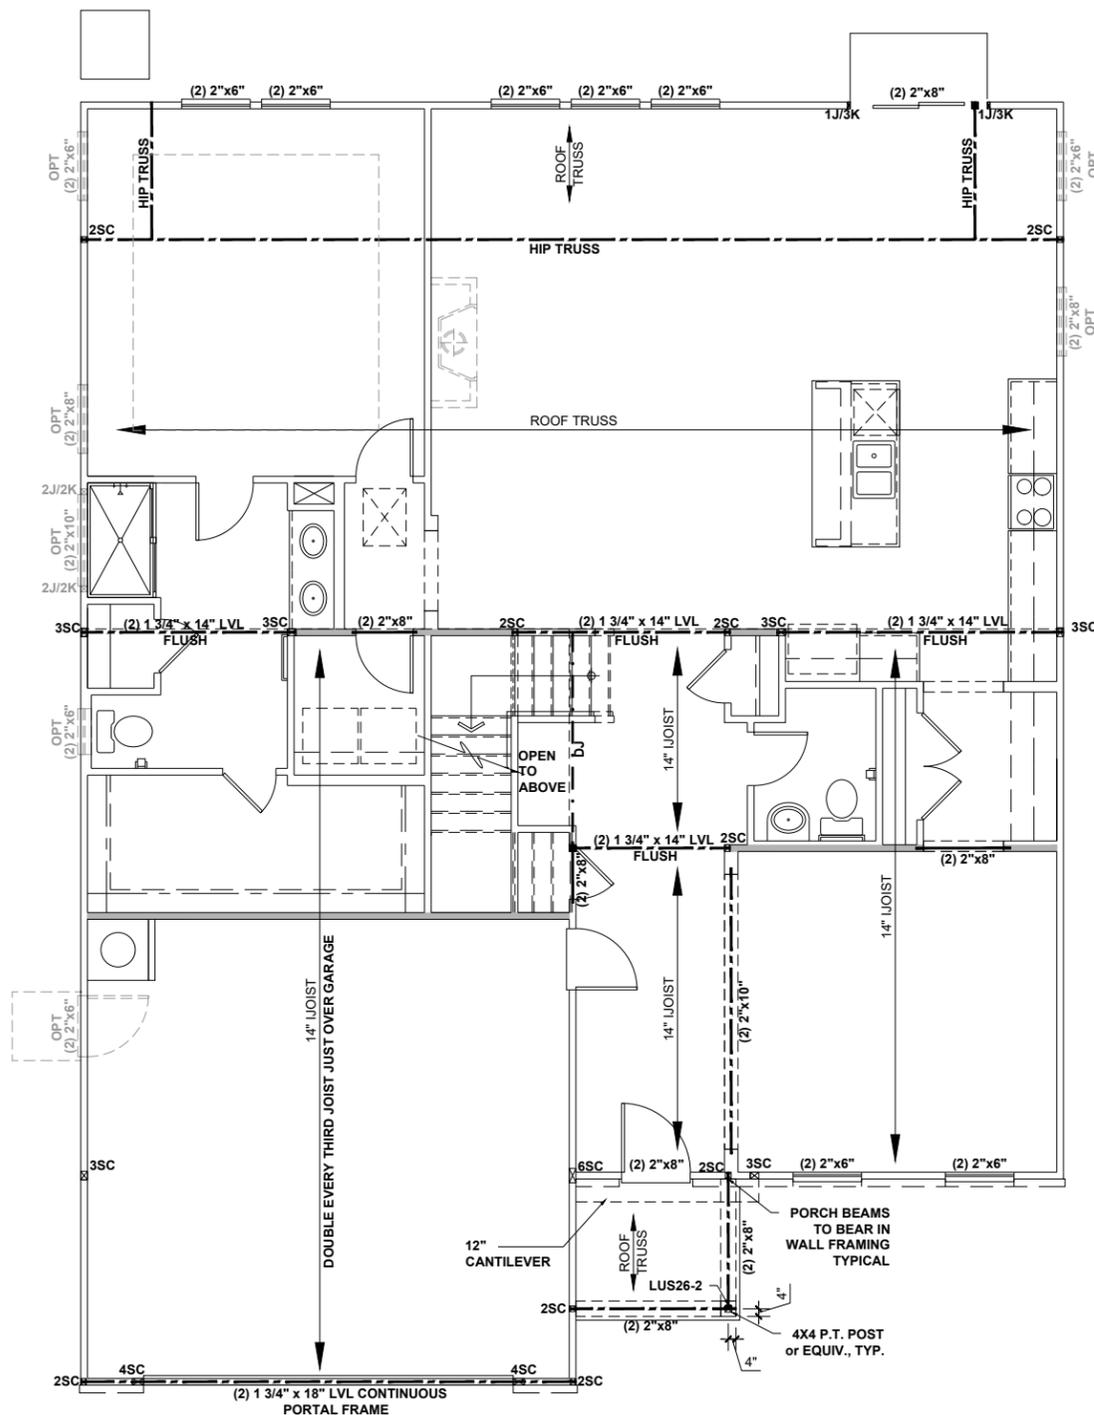 (2) 2"x6"
(2) 2"x6"
(2) 2"x6"
(2) 2"x6"
(2) 2"x6"
(2) 2"x8"
1J/3K
1J/3K
OPT
(2) 2"x6"
HIP TRUSS
ROOF
TRUSS
HIP TRUSS
(2) 2"x6"
OPT
2SC
2SC
HIP TRUSS
(2) 2"x8"
OPT
OPT
(2) 2"x8"
ROOF TRUSS
2J/2K
OPT
(2) 2"x10"
2J/2K
3SC
(2) 1 3/4" x 14" LVL
FLUSH
3SC
(2) 2"x8"
2SC
(2) 1 3/4" x 14" LVL
FLUSH
2SC
3SC
(2) 1 3/4" x 14" LVL
FLUSH
3SC
OPT
(2) 2"x6"
14" IJOIST
DJ
OPEN
TO
ABOVE
(2) 1 3/4" x 14" LVL
FLUSH
2SC
(2) 2"x8"
(2) 2"x8"
14" IJOIST
14" IJOIST
14" IJOIST
DOUBLE EVERY THIRD JOIST JUST OVER GARAGE
OPT
(2) 2"x6"
(2) 2"x10"
3SC
6SC
(2) 2"x8"
2SC
3SC
(2) 2"x6"
(2) 2"x6"
PORCH BEAMS
TO BEAR IN
WALL FRAMING
TYPICAL
12"
CANTILEVER
ROOF
TRUSS
(2) 2"x8"
LUS26-2
4"
2SC
(2) 2"x8"
4X4 P.T. POST
or EQUIV., TYP.
4"
2SC
4SC
4SC
2SC
(2) 1 3/4" x 18" LVL CONTINUOUS
PORTAL FRAME